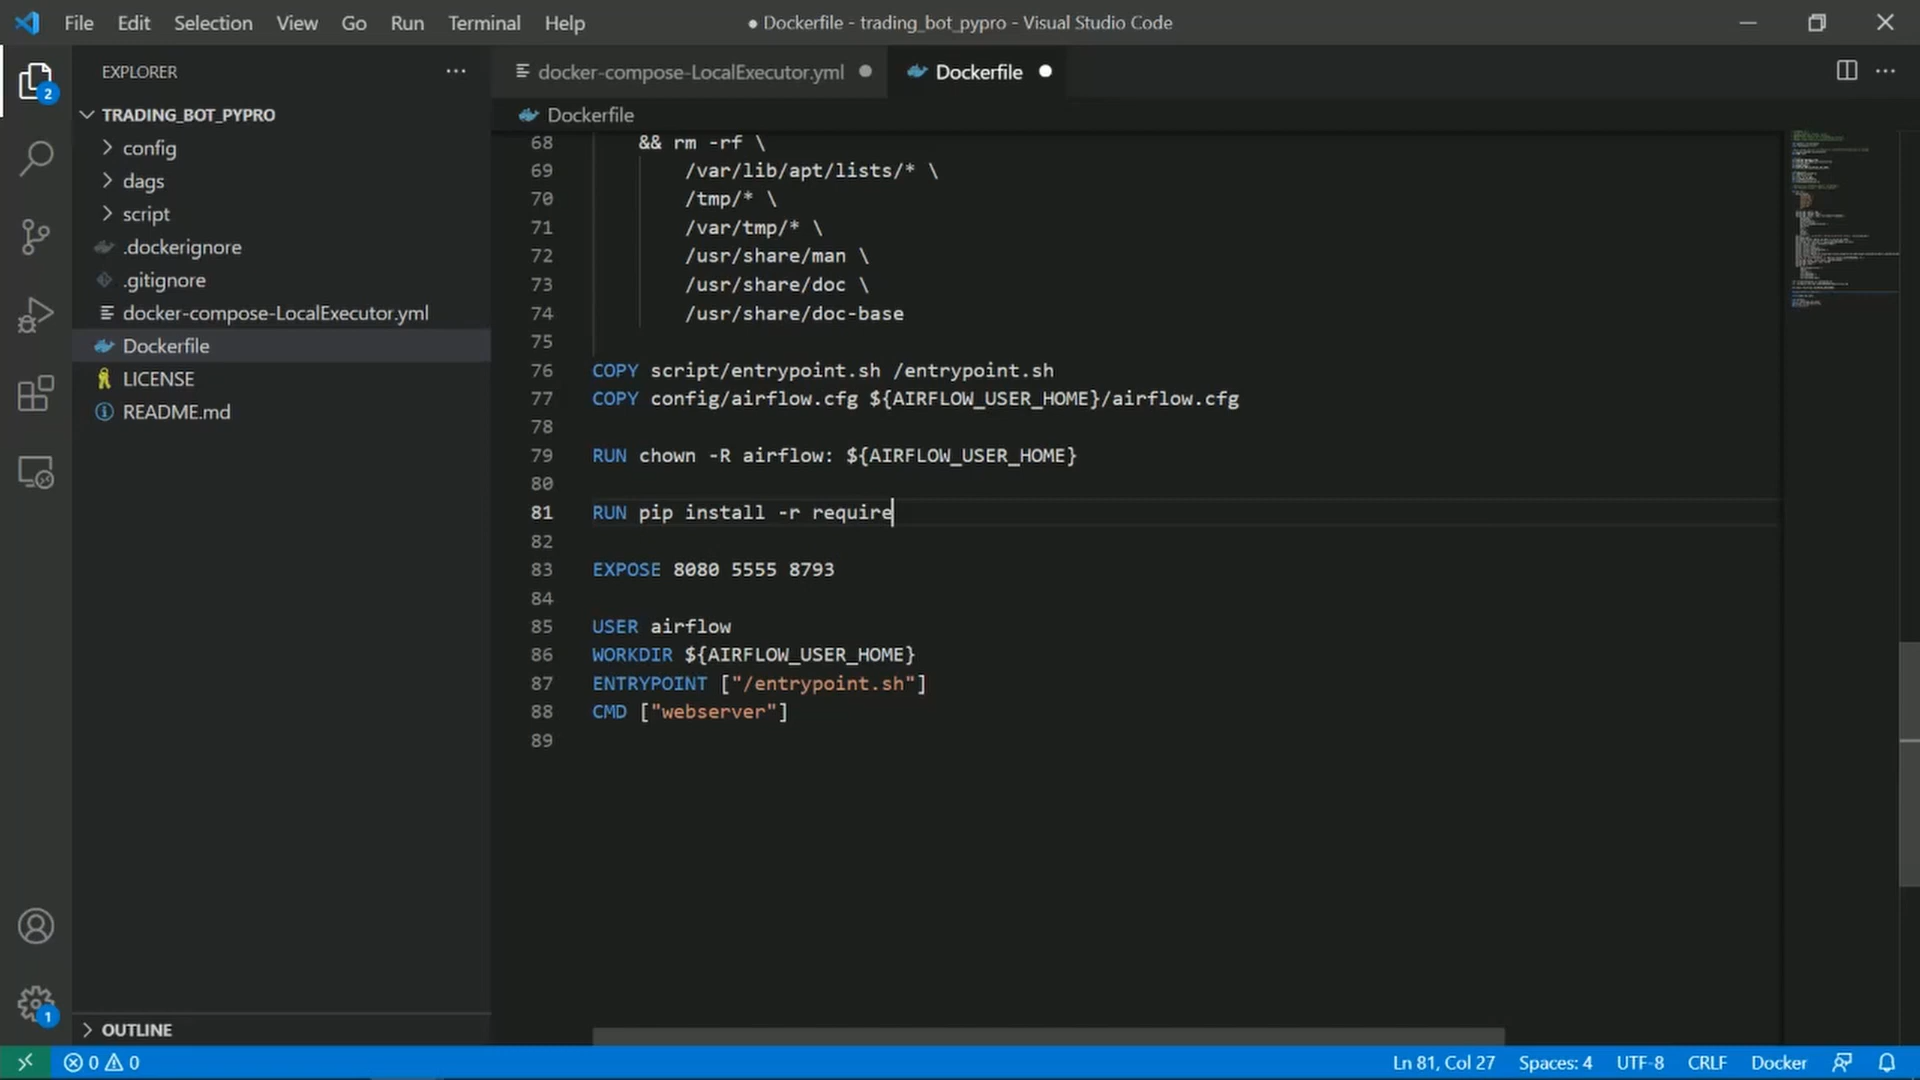 File Edit Selection View Go Run Terminal Help
● Dockerfile - trading_bot_pypro - Visual Studio Code
EXPLORER
docker-compose-LocalExecutor.yml
Dockerfile
2
TRADING_BOT_PYPRO
config
dags
script
.dockerignore
.gitignore
docker-compose-LocalExecutor.yml
Dockerfile
LICENSE
README.md
OUTLINE
1
Dockerfile
68 && rm -rf \
69 /var/lib/apt/lists/* \
70 /tmp/* \
71 /var/tmp/* \
72 /usr/share/man \
73 /usr/share/doc \
74 /usr/share/doc-base
75
76 COPY script/entrypoint.sh /entrypoint.sh
77 COPY config/airflow.cfg ${AIRFLOW_USER_HOME}/airflow.cfg
78
79 RUN chown -R airflow: ${AIRFLOW_USER_HOME}
80
81 RUN pip install -r require
82
83 EXPOSE 8080 5555 8793
84
85 USER airflow
86 WORKDIR ${AIRFLOW_USER_HOME}
87 ENTRYPOINT ["/entrypoint.sh"]
88 CMD ["webserver"]
89
0 0
Ln 81, Col 27 Spaces: 4 UTF-8 CRLF Docker